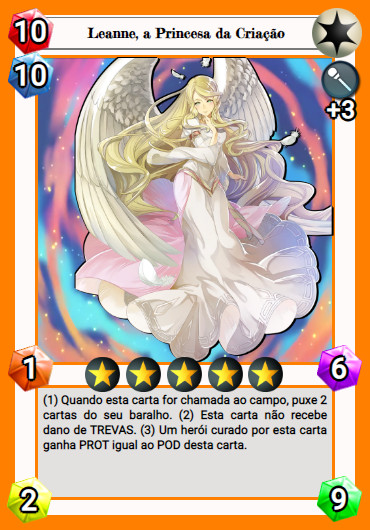 10
Leanne, a Princesa da Criação
10
+3
1
6
(1) Quando esta carta for chamada ao campo, puxe 2
cartas do seu baralho. (2) Esta carta não recebe
dano de TREVAS. (3) Um herói curado por esta carta
ganha PROT igual ao POD desta carta.
2
9